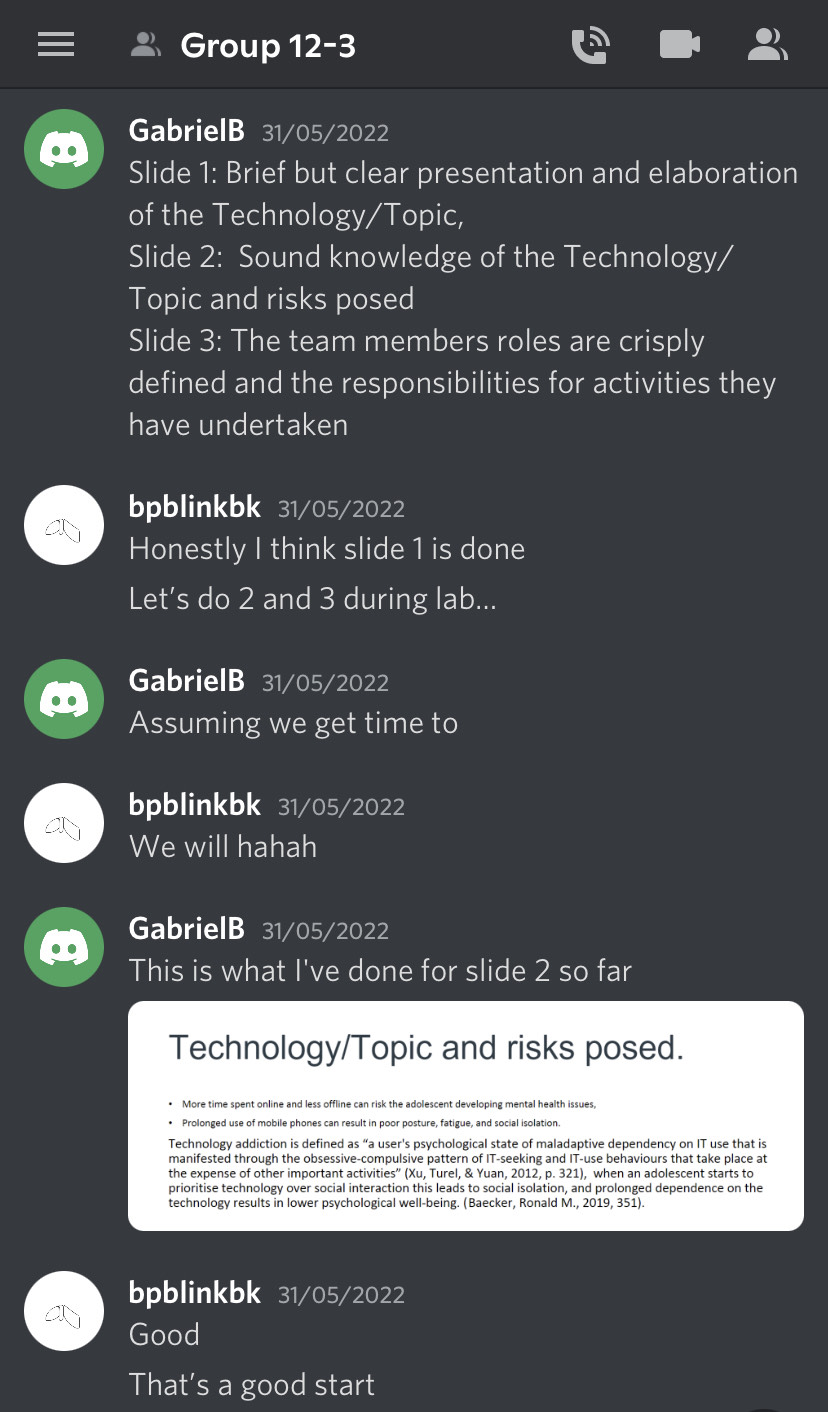 Group 12-3
GabrielB 31/05/2022
Slide 1: Brief but clear presentation and elaboration
of the Technology/Topic,
Slide 2:  Sound knowledge of the Technology/
Topic and risks posed
Slide 3: The team members roles are crisply
defined and the responsibilities for activities they
have undertaken
bpblinkbk 31/05/2022
Honestly I think slide 1 is done
Let's do 2 and 3 during lab...
GabrielB 31/05/2022
Assuming we get time to
bpblinkbk 31/05/2022
We will hahah
GabrielB 31/05/2022
This is what I've done for slide 2 so far
Technology/Topic and risks posed.
• More time spent online and less offline can risk the adolescent developing mental health issues,
• Prolonged use of mobile phones can result in poor posture, fatigue, and social isolation.
Technology addiction is defined as “a user's psychological state of maladaptive dependency on IT use that is
manifested through the obsessive-compulsive pattern of IT-seeking and IT-use behaviours that take place at
the expense of other important activities” (Xu, Turel, & Yuan, 2012, p. 321),  when an adolescent starts to
prioritise technology over social interaction this leads to social isolation, and prolonged dependence on the
technology results in lower psychological well-being. (Baecker, Ronald M., 2019, 351).
bpblinkbk 31/05/2022
Good
That's a good start